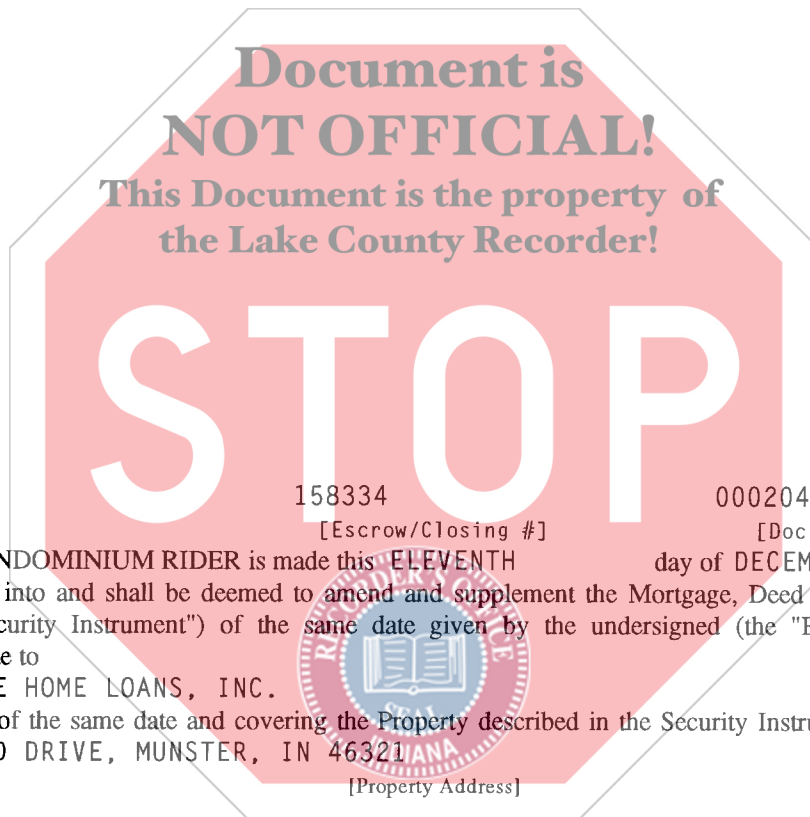 Document is
NOT OFFICIAL!
This Document is the property of
the Lake County Recorder!
STOP
158334 000204
[Escrow/Closing #] [Doc
NDOMINIUM RIDER is made this ELEVENTH day of DECEM
into and shall be deemed to amend and supplement the Mortgage, Deed
curity Instrument") of the same date given by the undersigned (the "
e to
E HOME LOANS, INC.
of the same date and covering the Property described in the Security Instru
DRIVE, MUNSTER, IN 46321
[Property Address]
RECORDER'S OFFICE
SEAL
INDIANA